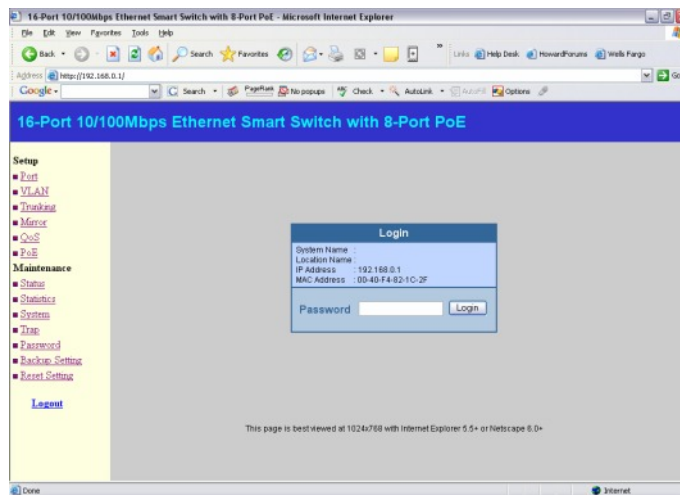 16-Port 10/100Mbps Ethernet Smart Switch with 8-Port PoE - Microsoft Internet Explorer
File Edit View Favorites Tools Help
Back Search Favorites Links Help Desk HowardForums Wells Fargo
Address http://192.168.0.1/ Go
Google Search PageRank No popups Check AutoLink AutoFill Options
16-Port 10/100Mbps Ethernet Smart Switch with 8-Port PoE
Setup
Port
VLAN
Trunking
Mirror
QoS
PoE
Maintenance
Status
Statistics
System
Trap
Password
Backup Setting
Reset Setting
Logout
Login
System Name :
Location Name :
IP Address : 192.168.0.1
MAC Address : 00-40-F4-82-1C-2F
Password Login
This page is best viewed at 1024x768 with Internet Explorer 5.5+ or Netscape 6.0+
Done Internet